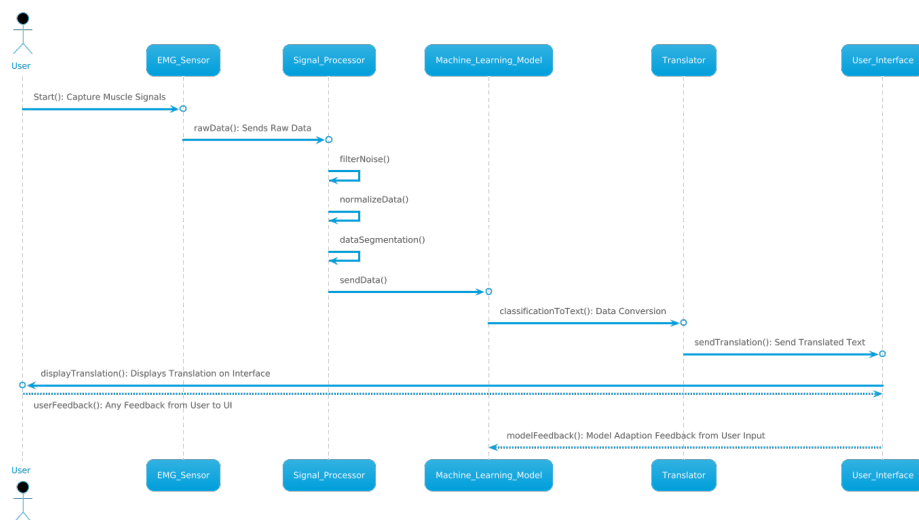 User
EMG_Sensor
Signal_Processor
Machine_Learning_Model
Translator
User_Interface
Start(): Capture Muscle Signals
rawData(): Sends Raw Data
filterNoise()
normalizeData()
dataSegmentation()
sendData()
classificationToText(): Data Conversion
sendTranslation(): Send Translated Text
displayTranslation(): Displays Translation on Interface
userFeedback(): Any Feedback from User to UI
modelFeedback(): Model Adaption Feedback from User Input
User
EMG_Sensor
Signal_Processor
Machine_Learning_Model
Translator
User_Interface